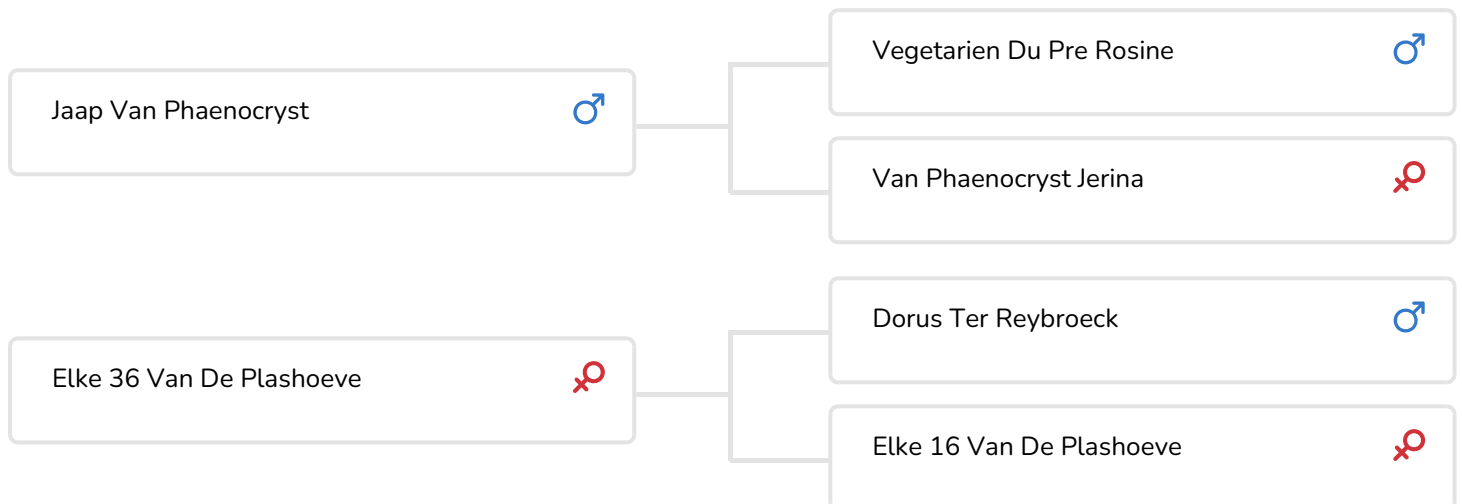 Vegetarien Du Pre Rosine
Jaap Van Phaenocryst
Van Phaenocryst Jerina
Dorus Ter Reybroeck
Elke 36 Van De Plashoeve
Elke 16 Van De Plashoeve